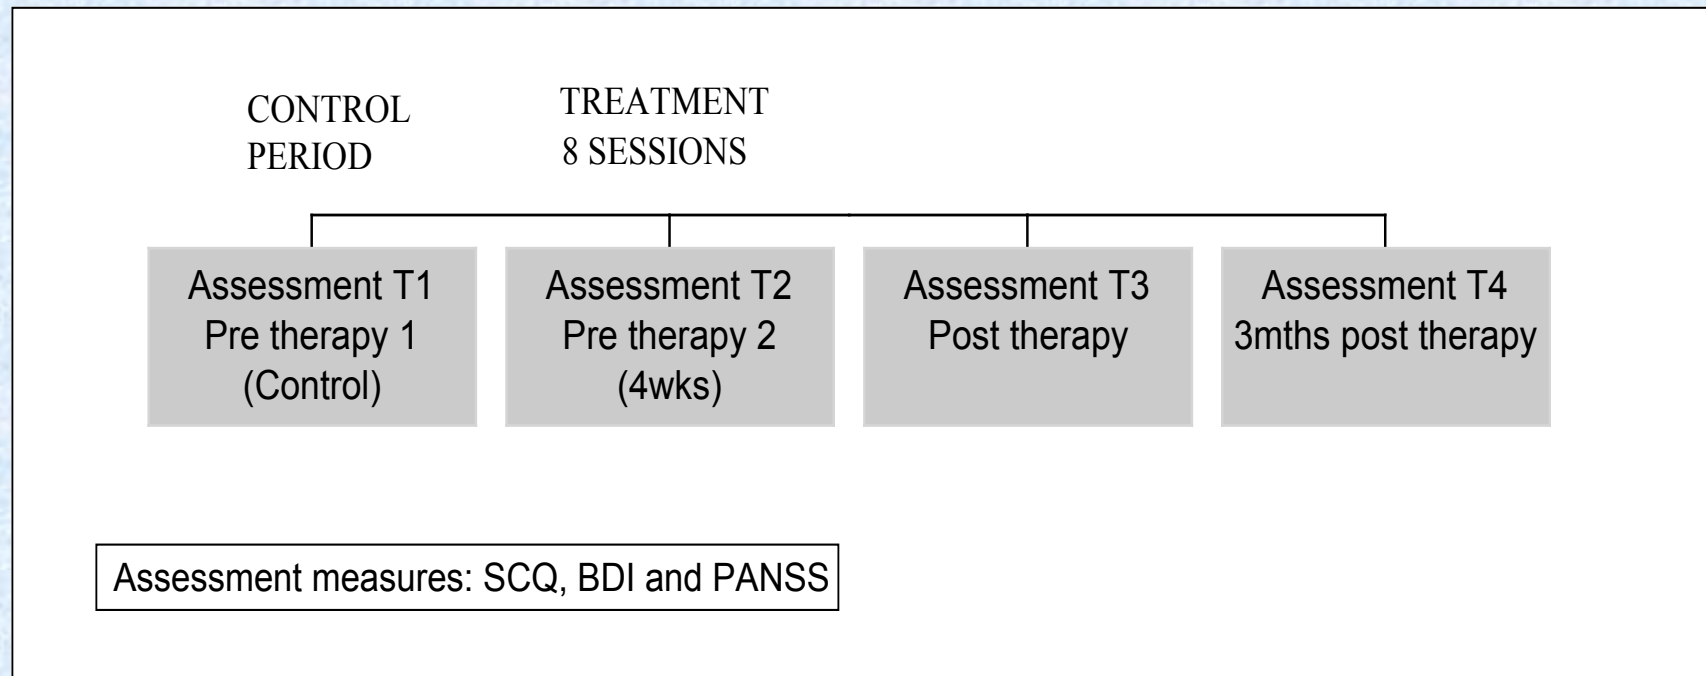 CONTROL
PERIOD
TREATMENT
8 SESSIONS
Assessment T1
Pre therapy 1
(Control)
Assessment T2
Pre therapy 2
(4wks)
Assessment T3
Post therapy
Assessment T4
3mths post therapy
Assessment measures: SCQ, BDI and PANSS